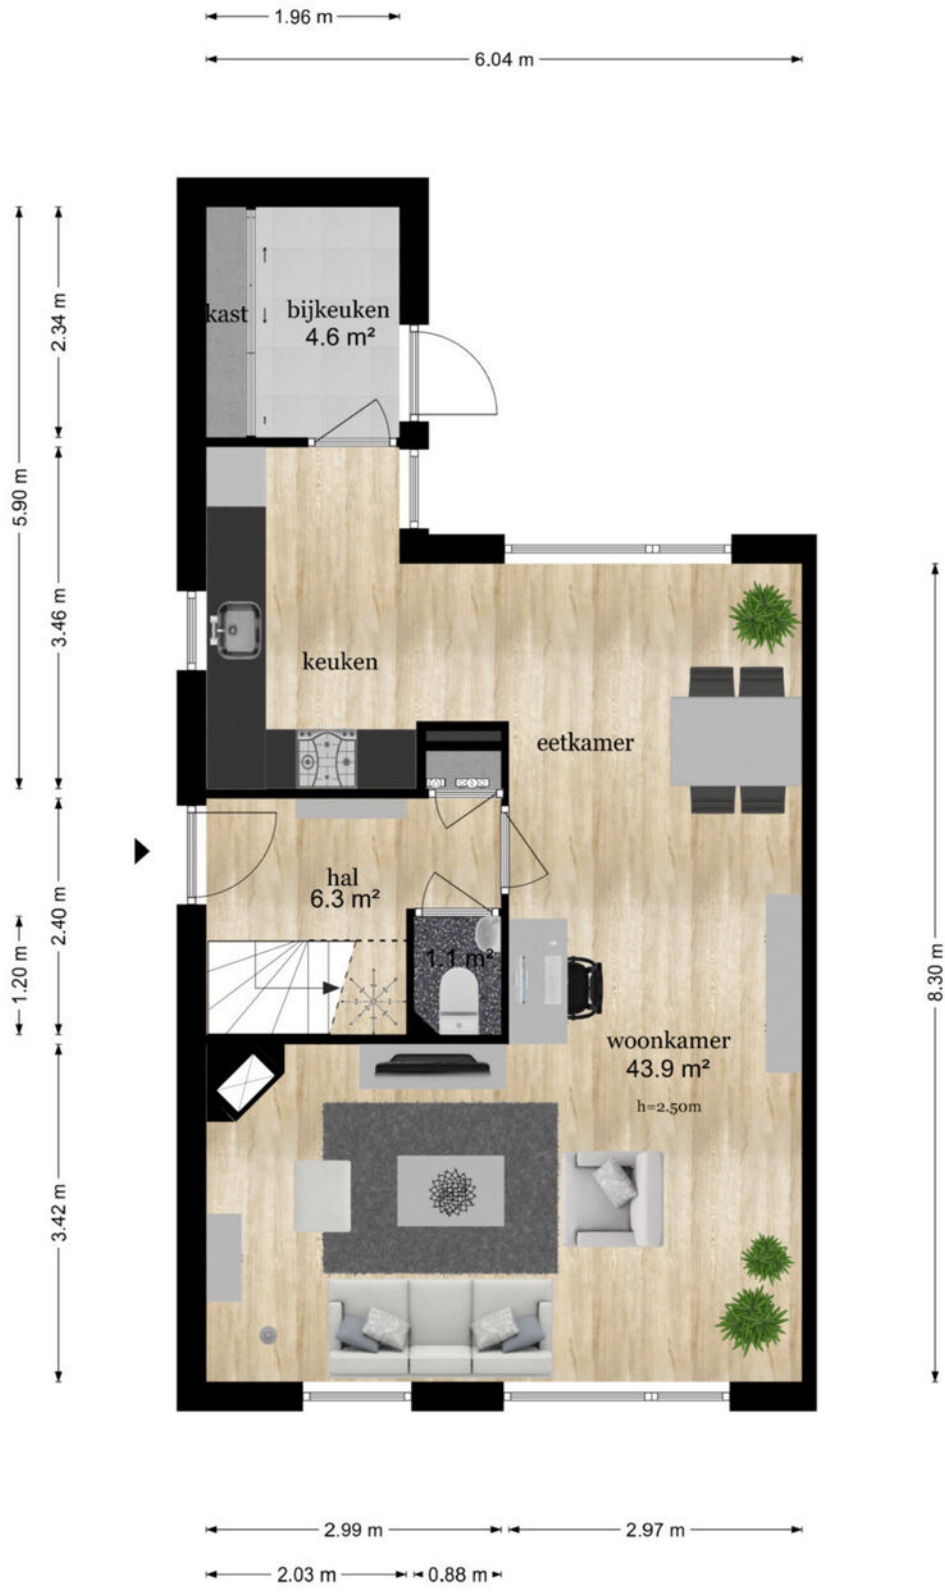 1.96 m
6.04 m
5.90 m
2.34 m
kast
bijkeuken
4.6 m²
3.46 m
keuken
eetkamer
2.40 m
1.20 m
hal
6.3 m²
1.1 m²
woonkamer
43.9 m²
h=2.50m
8.30 m
3.42 m
2.99 m
2.97 m
2.03 m
0.88 m